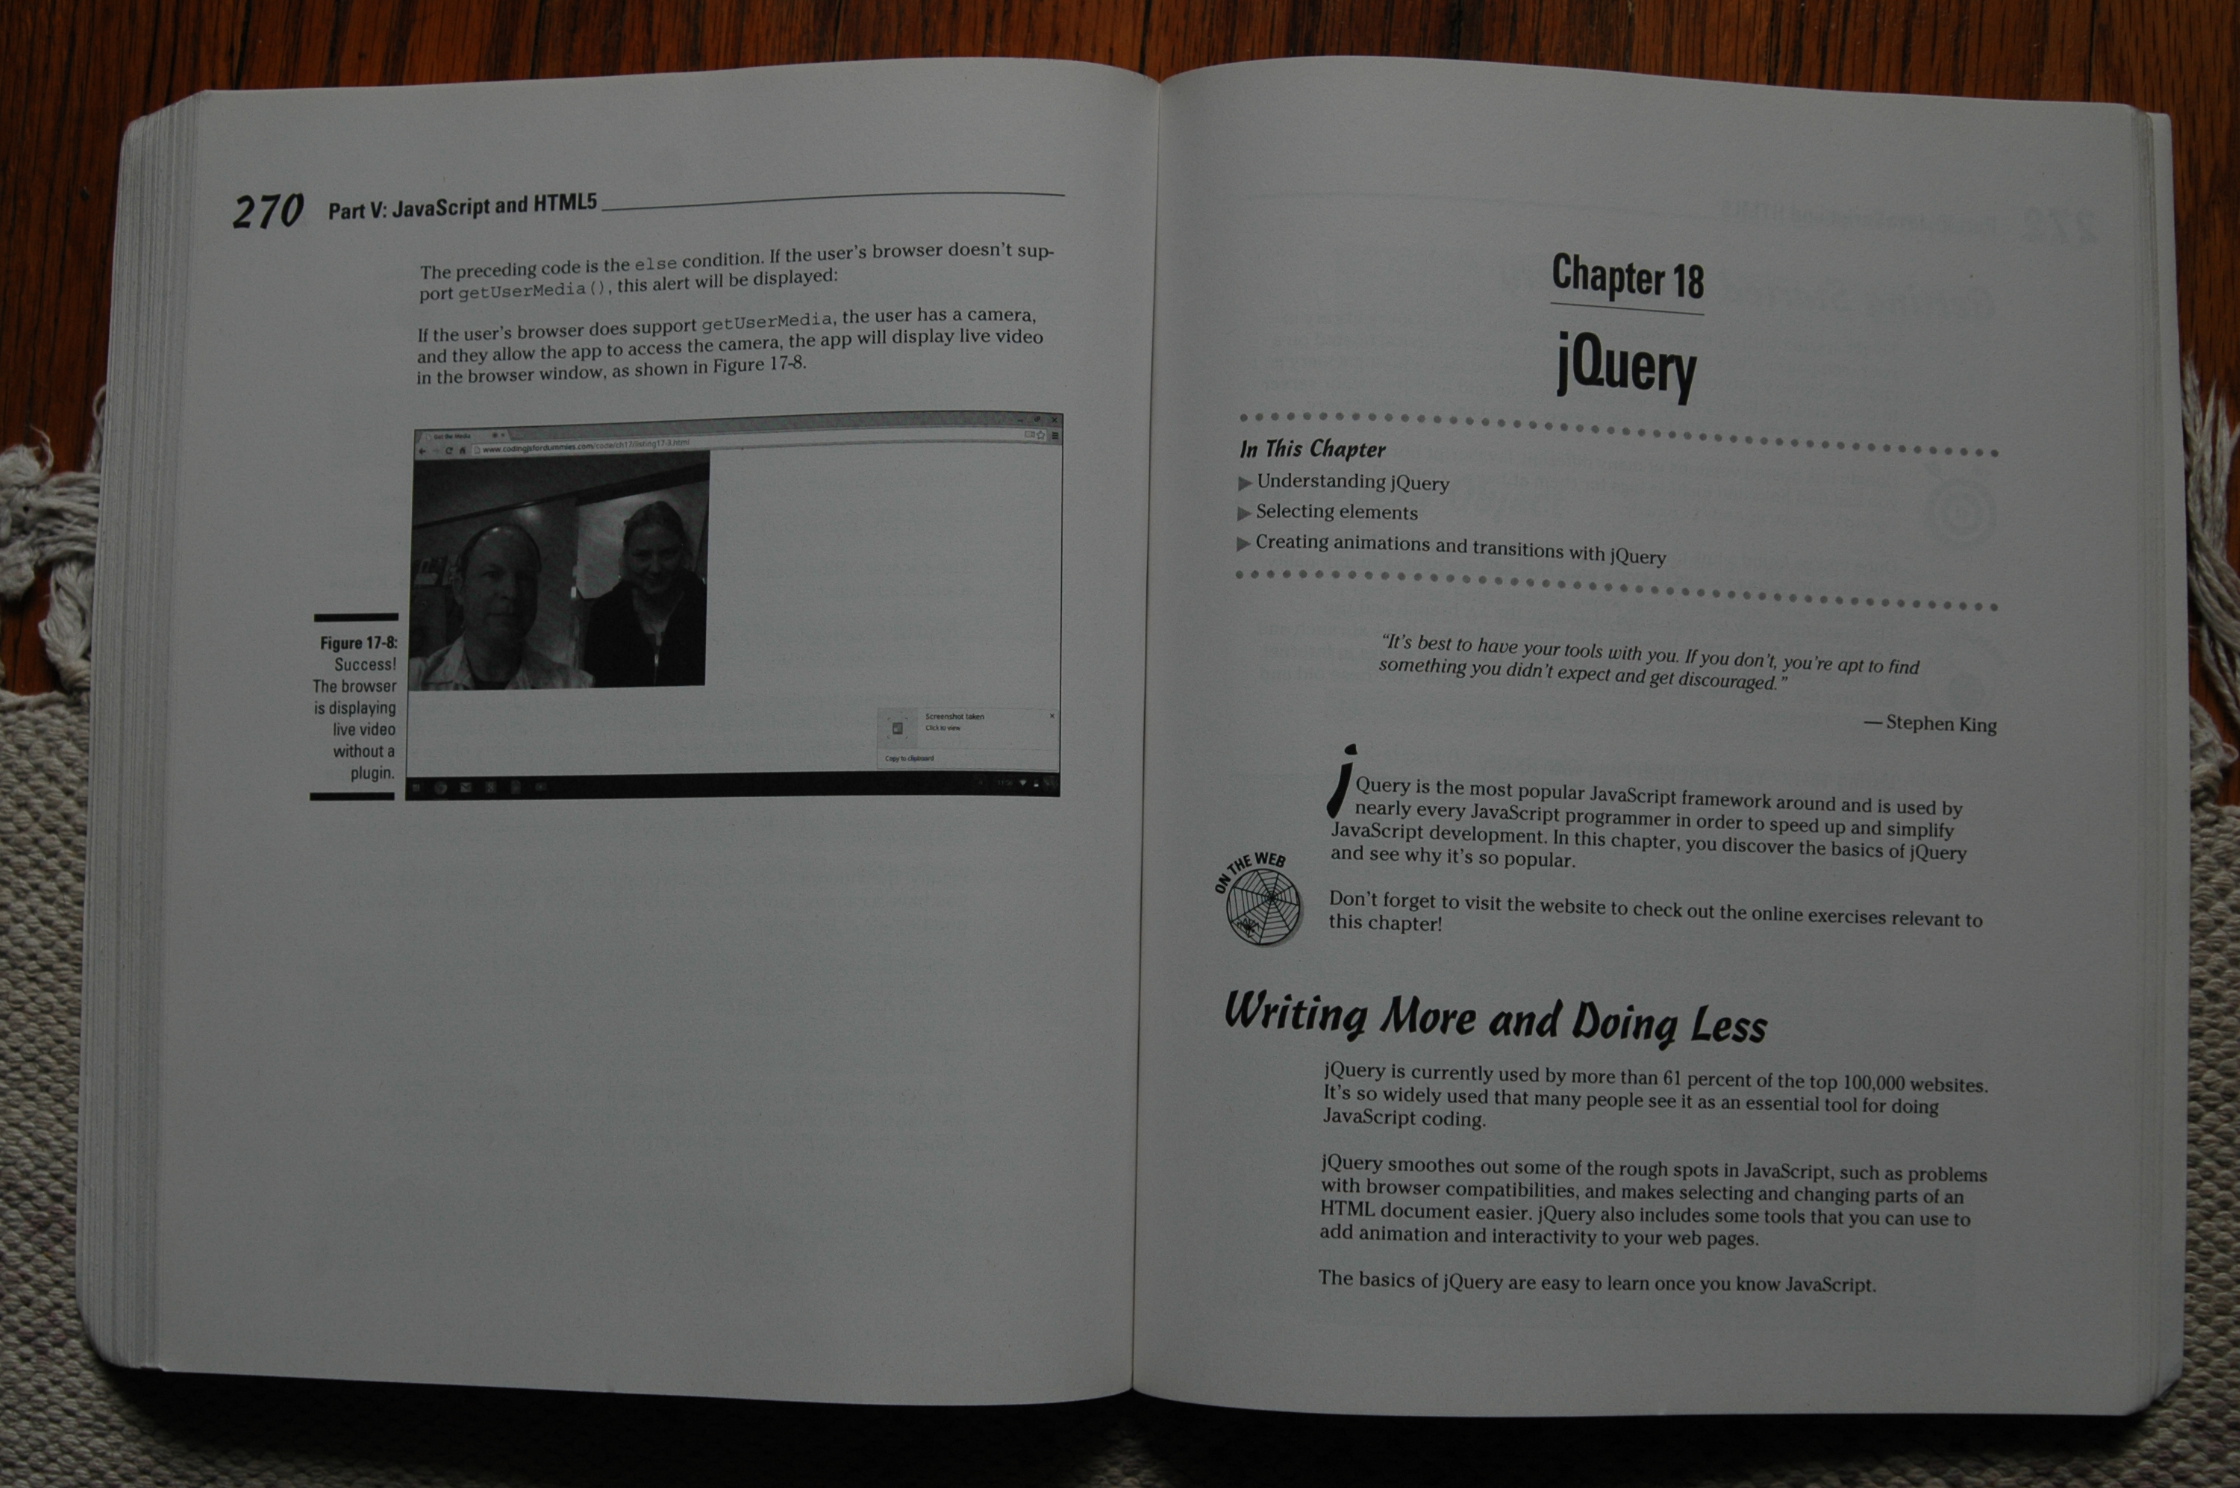 270 Part V: JavaScript and HTML5
The preceding code is the else condition. If the user's browser doesn't sup-
port getUserMedia(), this alert will be displayed:
If the user's browser does support getUserMedia, the user has a camera,
and they allow the app to access the camera, the app will display live video
in the browser window, as shown in Figure 17-8.
Screenshot taken
Click to view
Copy to clipboard
Figure 17-8:
Success!
The browser
is displaying
live video
without a
plugin.
Chapter 18
jQuery
In This Chapter
▶ Understanding jQuery
▶ Selecting elements
▶ Creating animations and transitions with jQuery
"It's best to have your tools with you. If you don't, you're apt to find
something you didn't expect and get discouraged."
— Stephen King
jQuery is the most popular JavaScript framework around and is used by
nearly every JavaScript programmer in order to speed up and simplify
JavaScript development. In this chapter, you discover the basics of jQuery
and see why it's so popular.
ON THE WEB
Don't forget to visit the website to check out the online exercises relevant to
this chapter!
Writing More and Doing Less
jQuery is currently used by more than 61 percent of the top 100,000 websites.
It's so widely used that many people see it as an essential tool for doing
JavaScript coding.
jQuery smoothes out some of the rough spots in JavaScript, such as problems
with browser compatibilities, and makes selecting and changing parts of an
HTML document easier. jQuery also includes some tools that you can use to
add animation and interactivity to your web pages.
The basics of jQuery are easy to learn once you know JavaScript.